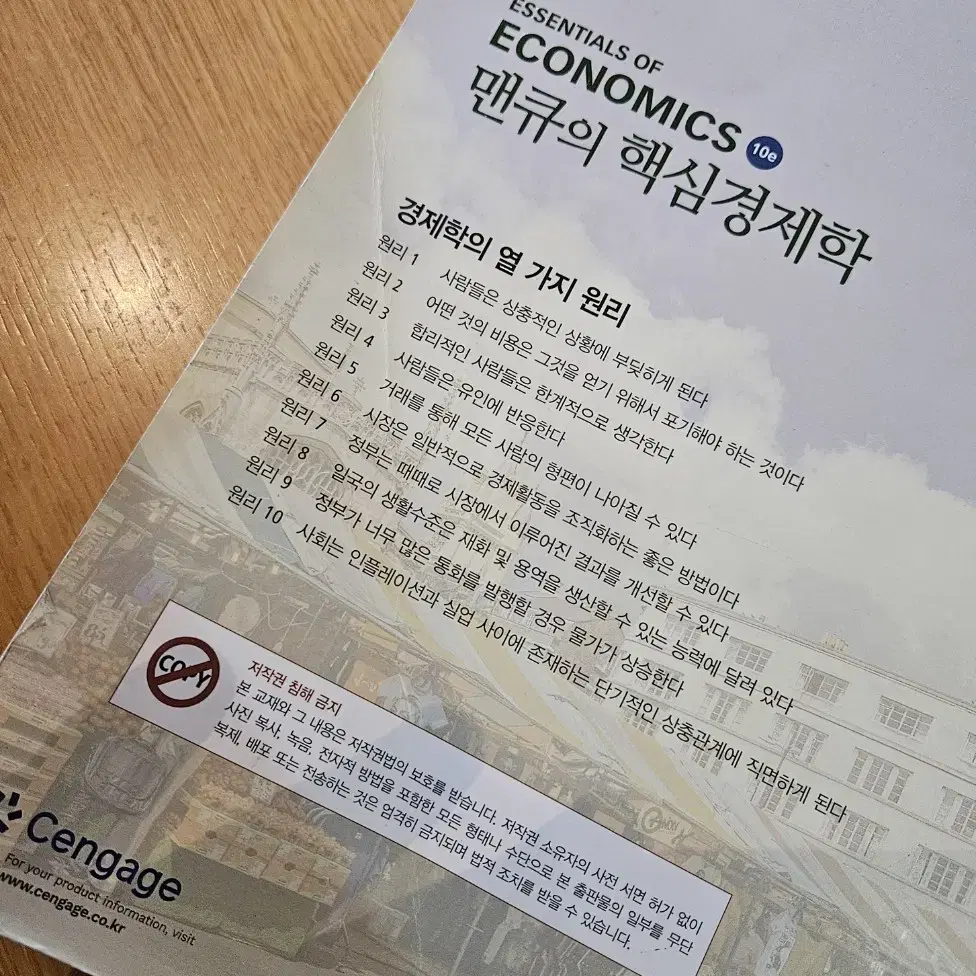 ESSENTIALS OF
ECONOMICS 10e
맨큐의 핵심경제학
경제학의 열 가지 원리
원리 1 사람들은 상충적인 상황에 부딪히게 된다
원리 2 어떤 것의 비용은 그것을 얻기 위해서 포기해야 하는 것이다
원리 3 합리적인 사람들은 한계적으로 생각한다
원리 4 사람들은 유인에 반응한다
원리 5 거래를 통해 모든 사람의 형편이 나아질 수 있다
원리 6 시장은 일반적으로 경제활동을 조직화하는 좋은 방법이다
원리 7 정부는 때때로 시장에서 이루어진 결과를 개선할 수 있다
원리 8 일국의 생활수준은 재화 및 용역을 생산할 수 있는 능력에 달려 있다
원리 9 정부가 너무 많은 통화를 발행할 경우 물가가 상승한다
원리 10 사회는 인플레이션과 실업 사이에 존재하는 단기적인 상충관계에 직면하게 된다
COPY
저작권 침해 금지
본 교재와 그 내용은 저작권법의 보호를 받습니다. 저작권 소유자의 사전 서면 허가 없이
사진 복사, 녹음, 전자적 방법을 포함한 모든 형태나 수단으로 본 출판물의 일부를 무단
복제, 배포 또는 전송하는 것은 엄격히 금지되며 법적 조치를 받을 수 있습니다.
Cengage
For your product information, visit
www.cengage.co.kr